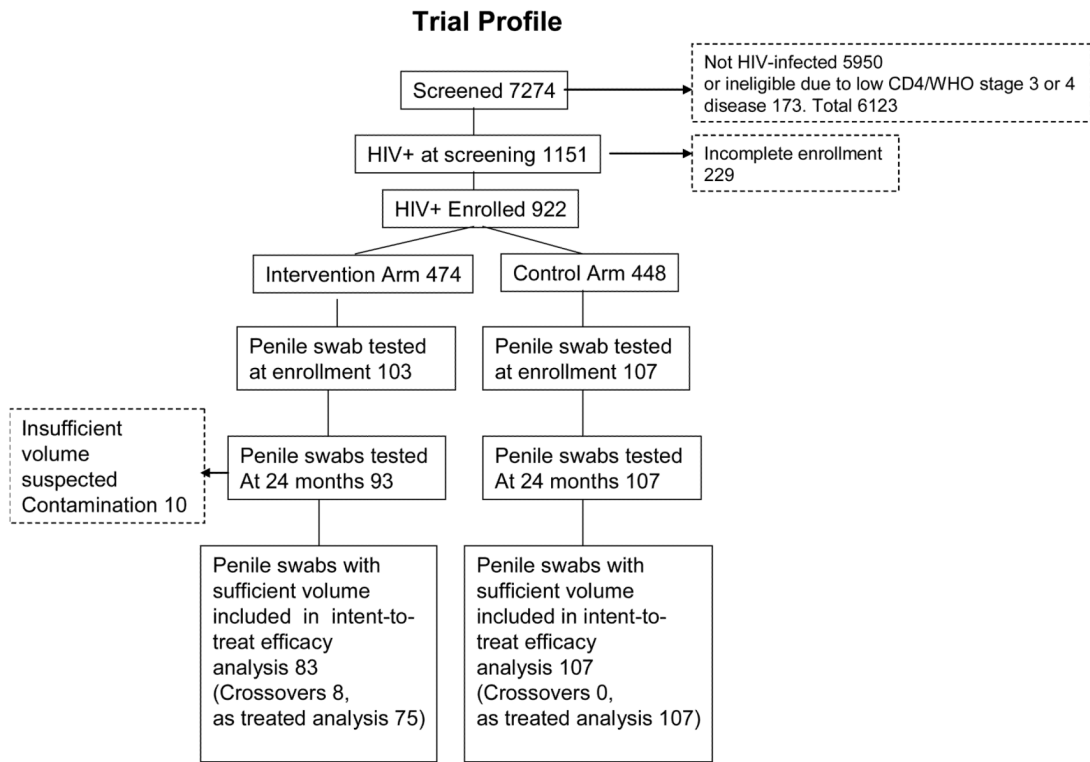 Trial Profile
Not HIV-infected 5950
or ineligible due to low CD4/WHO stage 3 or 4
disease 173. Total 6123
Screened 7274
HIV+ at screening 1151
Incomplete enrollment
229
HIV+ Enrolled 922
Intervention Arm 474
Control Arm 448
Penile swab tested
at enrollment 103
Penile swab tested
at enrollment 107
Insufficient
volume
suspected
Contamination 10
Penile swabs tested
At 24 months 93
Penile swabs tested
At 24 months 107
Penile swabs with
sufficient volume
included in intent-to-
treat efficacy
analysis 83
(Crossovers 8,
as treated analysis 75)
Penile swabs with
sufficient volume
included in intent-to-
treat efficacy
analysis 107
(Crossovers 0,
as treated analysis 107)